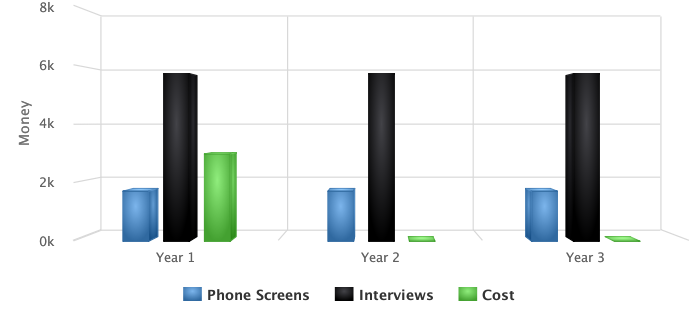 8k
6k
4k
2k
0k
Money
Year 1 Year 2 Year 3
Phone Screens Interviews Cost